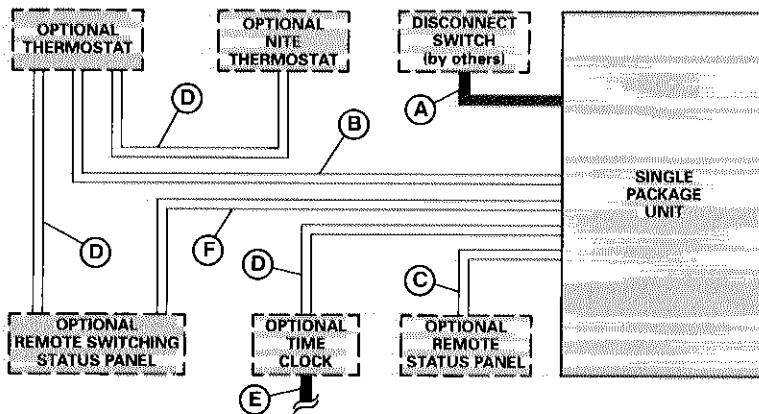 OPTIONAL
THERMOSTAT
OPTIONAL
NITE
THERMOSTAT
DISCONNECT
SWITCH
(by others)
D
B
A
SINGLE
PACKAGE
UNIT
D
F
D
C
OPTIONAL
REMOTE SWITCHING
STATUS PANEL
OPTIONAL
TIME
CLOCK
OPTIONAL
REMOTE
STATUS PANEL
E